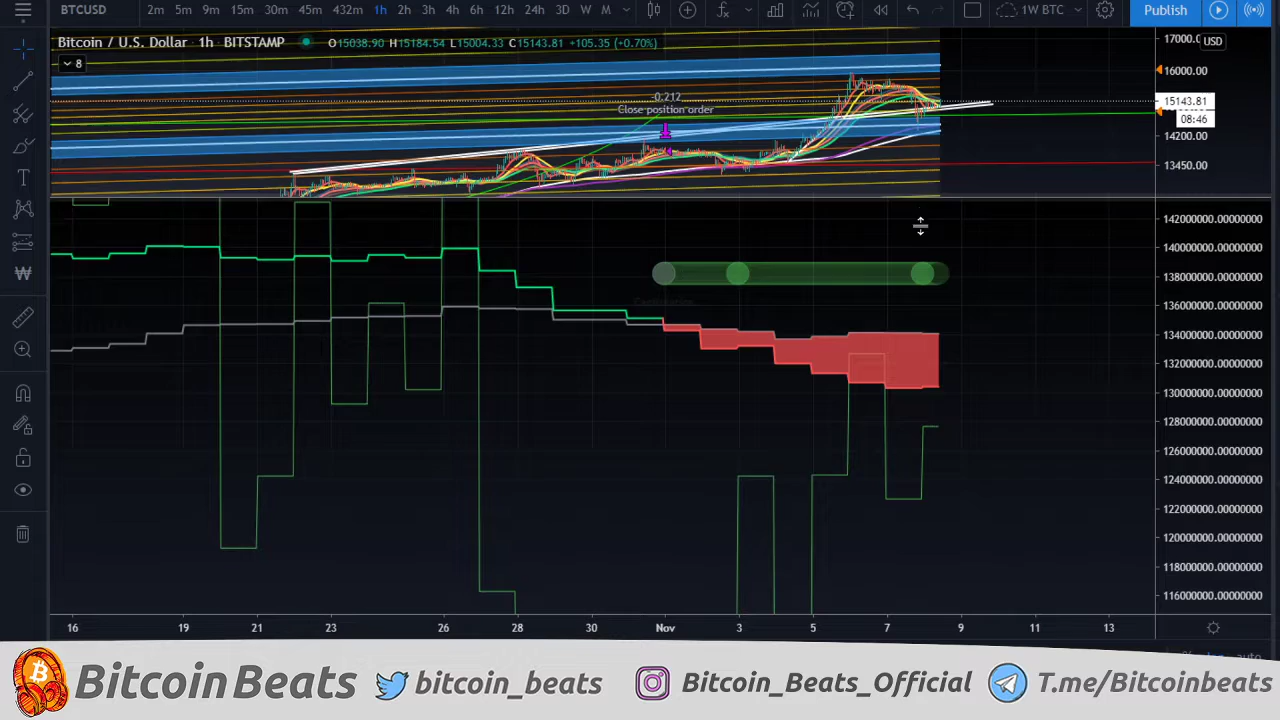 BTCUSD 2m 5m 15m 30m 45m 432m 1h 2h 3h 4h 6h 12h 24h 3D W M 1W BTC Publish
Bitcoin / U.S. Dollar · 1h · BITSTAMP O15038.90 H15184.54 L15004.33 C15143.81 +105.35 (+0.70%)
8
17000.00 USD
16000.00
15143.81
08:46
14200.00
13450.00
-0.212
Close position order
142000000.00000000
140000000.00000000
138000000.00000000
136000000.00000000
134000000.00000000
132000000.00000000
130000000.00000000
128000000.00000000
126000000.00000000
124000000.00000000
122000000.00000000
120000000.00000000
118000000.00000000
116000000.00000000
Capitulation
16 19 21 23 26 28 30 Nov 3 5 7 9 11 13
auto
BitcoinBeats bitcoin_beats Bitcoin_Beats_Official T.me/Bitcoinbeats